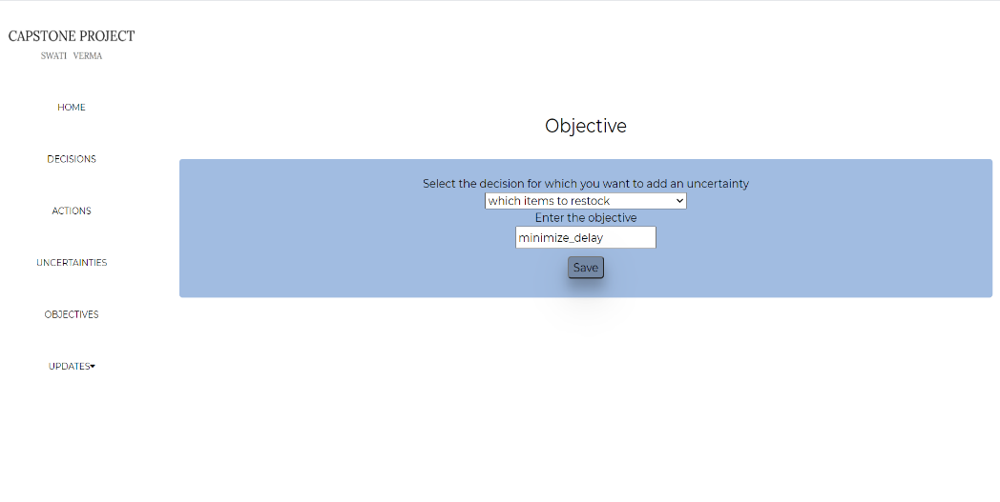 CAPSTONE PROJECT
SWATI VERMA
HOME
DECISIONS
ACTIONS
UNCERTAINTIES
OBJECTIVES
UPDATES
Objective
Select the decision for which you want to add an uncertainty
which items to restock
Enter the objective
minimize_delay
Save